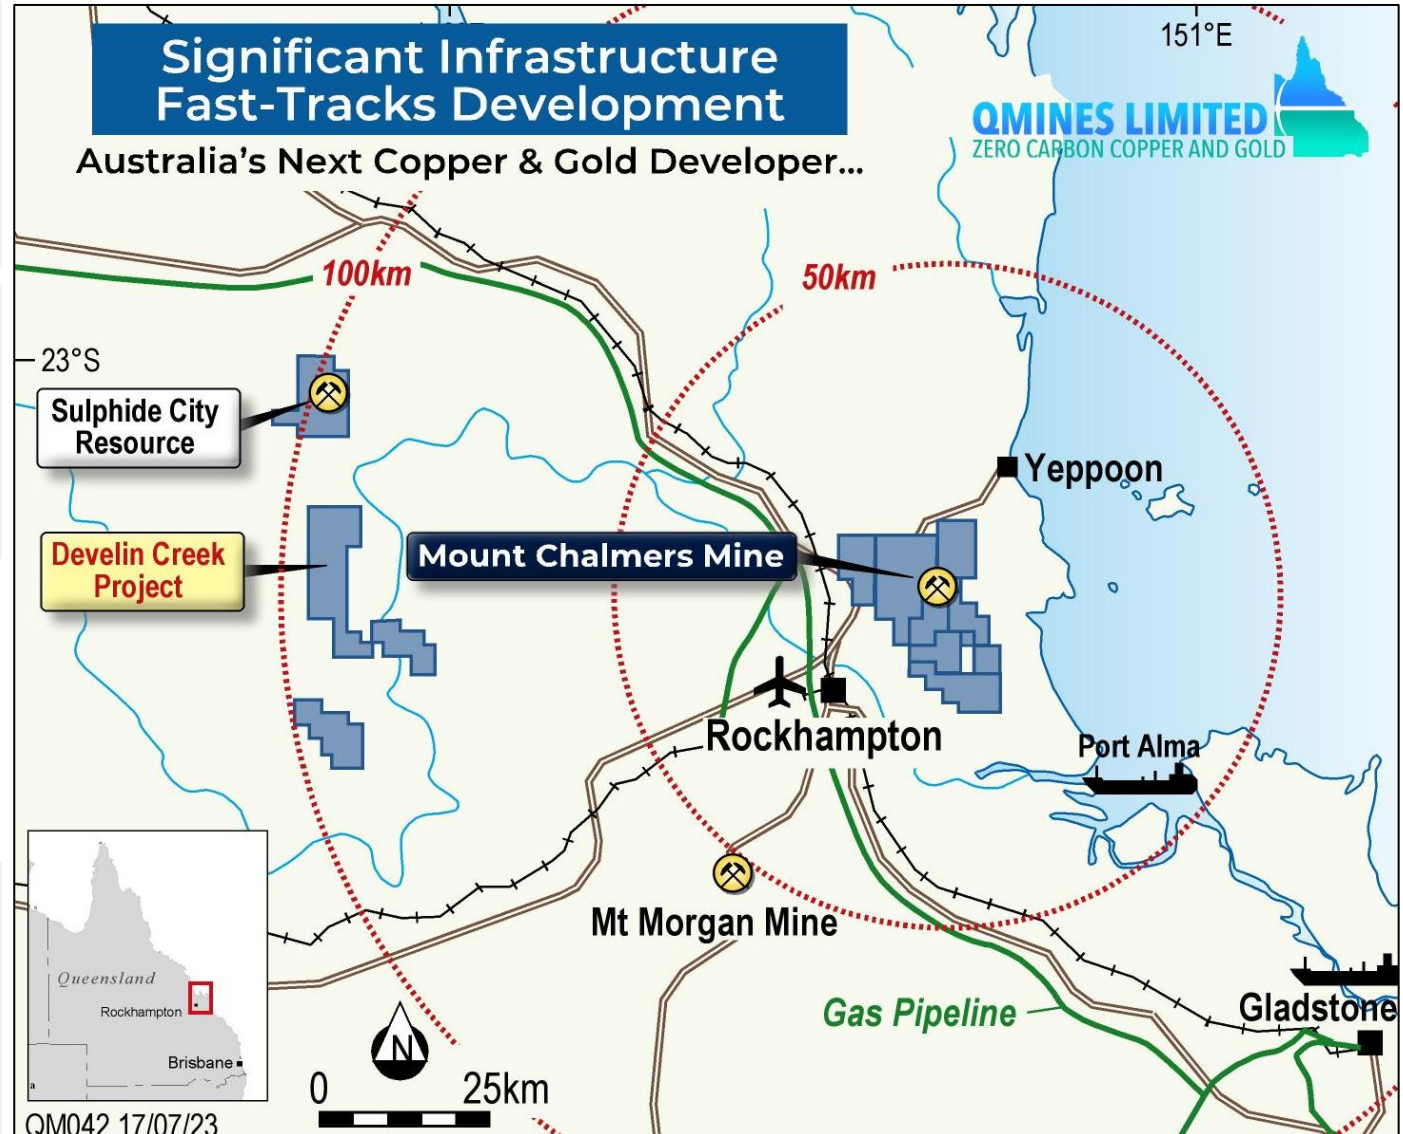 Significant Infrastructure
Fast-Tracks Development
Australia's Next Copper & Gold Developer...
151°E
QMINES LIMITED
ZERO CARBON COPPER AND GOLD
100km
50km
23°S
Sulphide City
Resource
Yeppoon
Develin Creek
Project
Mount Chalmers Mine
Rockhampton
Port Alma
Mt Morgan Mine
Queensland
Rockhampton
Brisbane
a
N
Gas Pipeline
Gladstone
0 25km
QM042 17/07/23